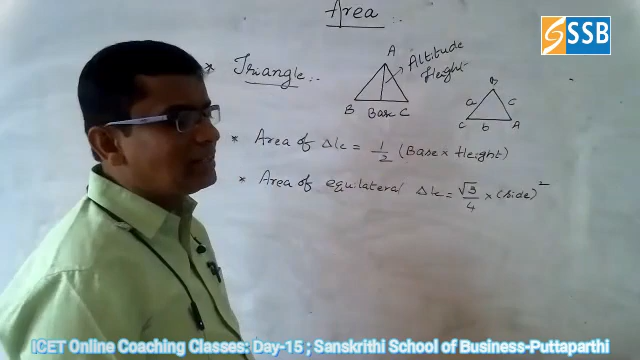 Area
SSB
* Triangle :-
A
Altitude
Height
B Base C
B
a c
C b A
* Area of Δle = 1/2 (Base × Height)
* Area of equilateral Δle = √3/4 × (side)²
ICET Online Coaching Classes: Day-15 ; Sanskrithi School of Business-Puttaparthi